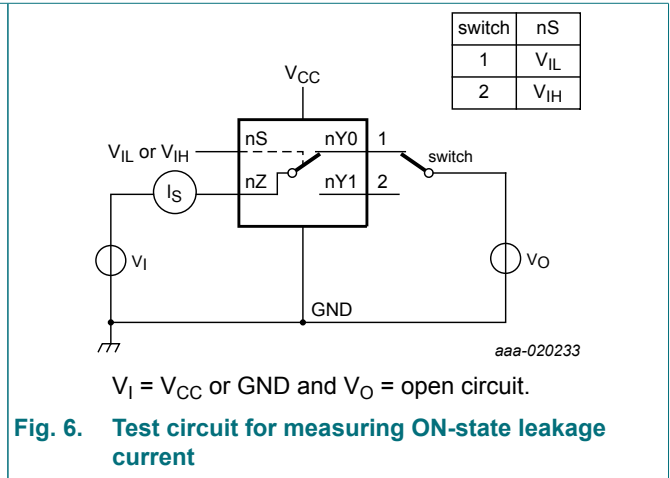 switch nS
1 VIL
2 VIH
VCC
nS nY0 1
VIL or VIH
switch
nZ nY1 2
IS
VI
VO
GND
aaa-020233
VI = VCC or GND and VO = open circuit.
Fig. 6. Test circuit for measuring ON-state leakage
current